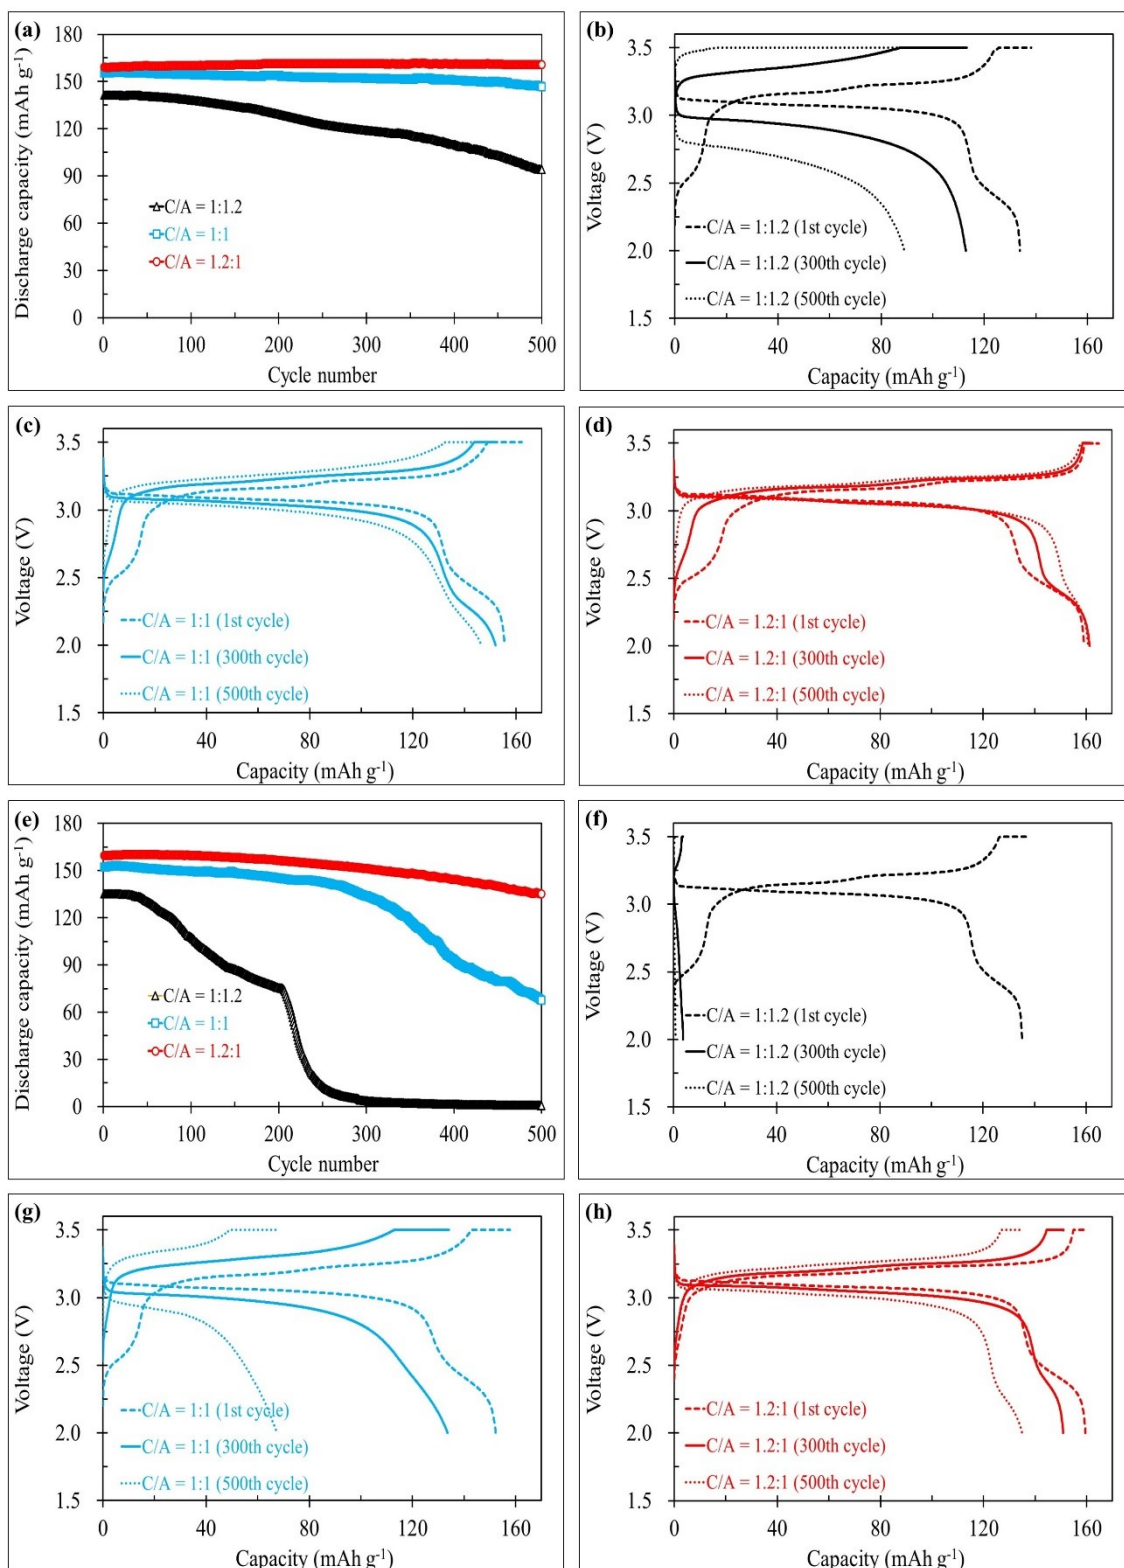 (a)
180
150
120
90
60
30
0
Discharge capacity (mAh g-1)
C/A = 1:1.2
C/A = 1:1
C/A = 1.2:1
0 100 200 300 400 500
Cycle number
(b)
3.5
3.0
2.5
2.0
1.5
Voltage (V)
C/A = 1:1.2 (1st cycle)
C/A = 1:1.2 (300th cycle)
C/A = 1:1.2 (500th cycle)
0 40 80 120 160
Capacity (mAh g-1)
(c)
3.5
3.0
2.5
2.0
1.5
Voltage (V)
C/A = 1:1 (1st cycle)
C/A = 1:1 (300th cycle)
C/A = 1:1 (500th cycle)
0 40 80 120 160
Capacity (mAh g-1)
(d)
3.5
3.0
2.5
2.0
1.5
Voltage (V)
C/A = 1.2:1 (1st cycle)
C/A = 1.2:1 (300th cycle)
C/A = 1.2:1 (500th cycle)
0 40 80 120 160
Capacity (mAh g-1)
(e)
180
150
120
90
60
30
0
Discharge capacity (mAh g-1)
C/A = 1:1.2
C/A = 1:1
C/A = 1.2:1
0 100 200 300 400 500
Cycle number
(f)
3.5
3.0
2.5
2.0
1.5
Voltage (V)
C/A = 1:1.2 (1st cycle)
C/A = 1:1.2 (300th cycle)
C/A = 1:1.2 (500th cycle)
0 40 80 120 160
Capacity (mAh g-1)
(g)
3.5
3.0
2.5
2.0
1.5
Voltage (V)
C/A = 1:1 (1st cycle)
C/A = 1:1 (300th cycle)
C/A = 1:1 (500th cycle)
0 40 80 120 160
Capacity (mAh g-1)
(h)
3.5
3.0
2.5
2.0
1.5
Voltage (V)
C/A = 1.2:1 (1st cycle)
C/A = 1.2:1 (300th cycle)
C/A = 1.2:1 (500th cycle)
0 40 80 120 160
Capacity (mAh g-1)